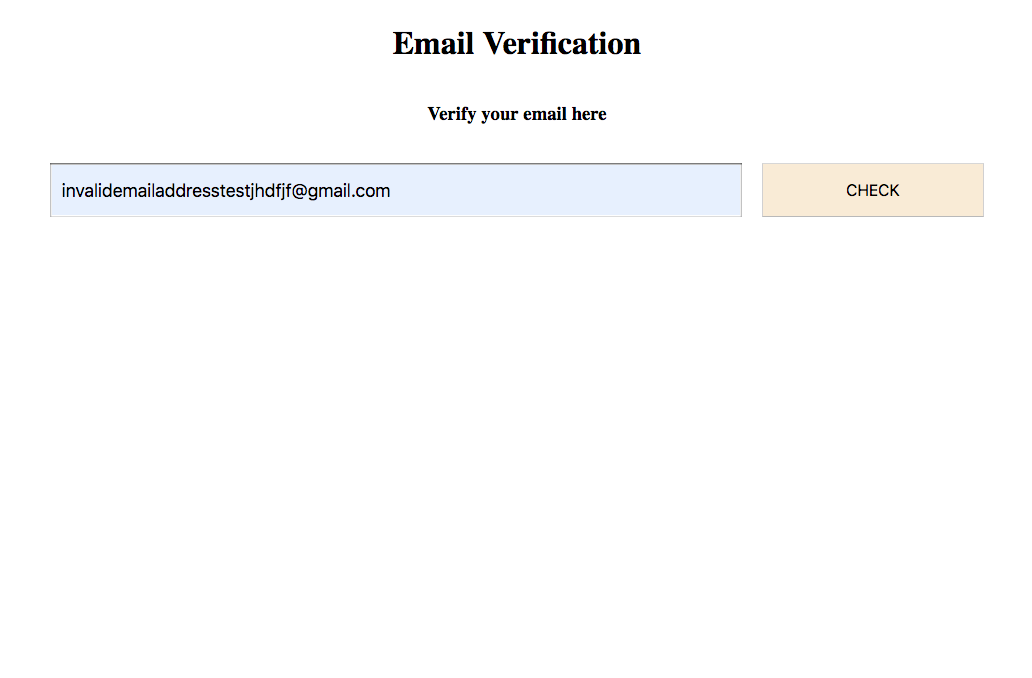 Email Verification
Verify your email here
invalidemailaddresstestjhdfjf@gmail.com
CHECK